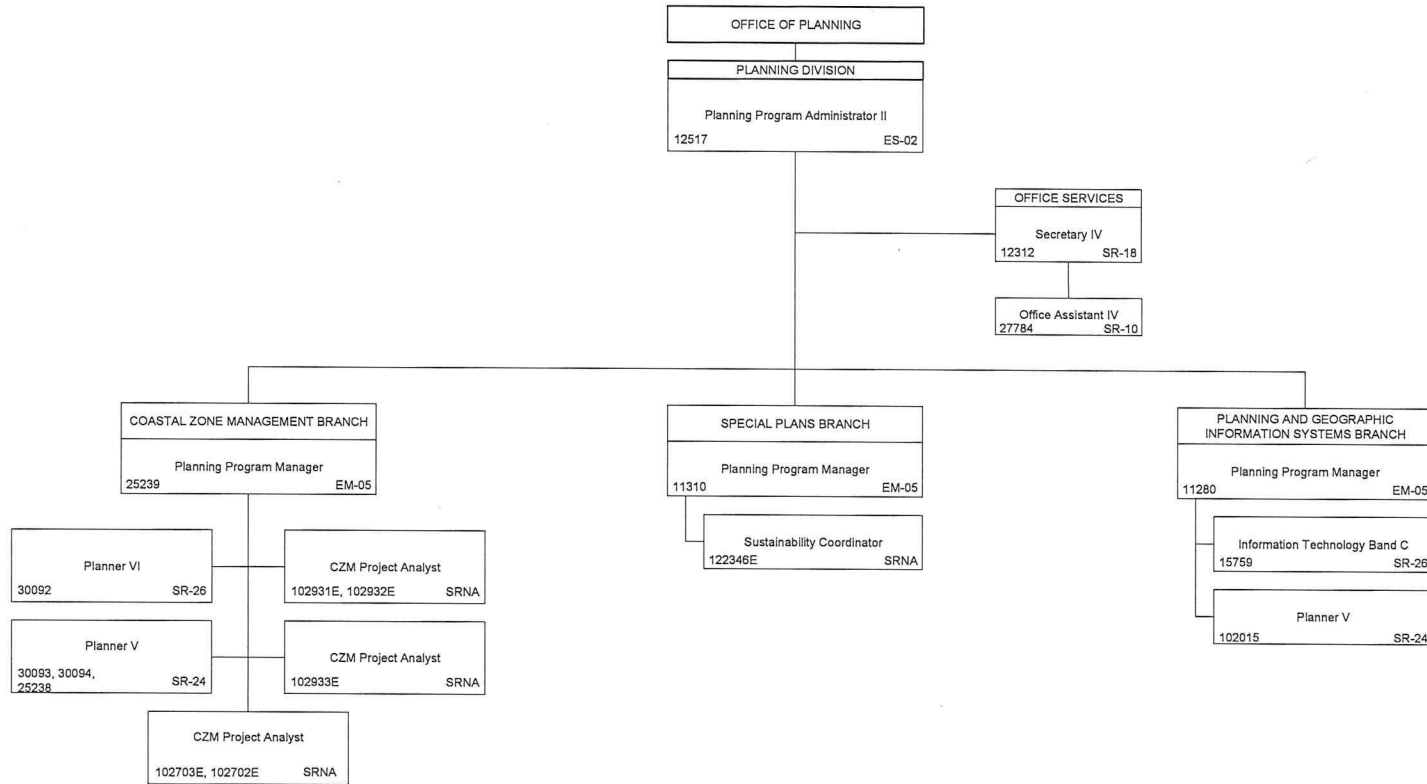 OFFICE OF PLANNING
PLANNING DIVISION
Planning Program Administrator II
12517 ES-02
OFFICE SERVICES
Secretary IV
12312 SR-18
Office Assistant IV
27784 SR-10
COASTAL ZONE MANAGEMENT BRANCH
Planning Program Manager
25239 EM-05
Planner VI
30092 SR-26
CZM Project Analyst
102931E, 102932E SRNA
Planner V
30093, 30094,
25238 SR-24
CZM Project Analyst
102933E SRNA
CZM Project Analyst
102703E, 102702E SRNA
SPECIAL PLANS BRANCH
Planning Program Manager
11310 EM-05
Sustainability Coordinator
122346E SRNA
PLANNING AND GEOGRAPHIC
INFORMATION SYSTEMS BRANCH
Planning Program Manager
11280 EM-05
Information Technology Band C
15759 SR-26
Planner V
102015 SR-24